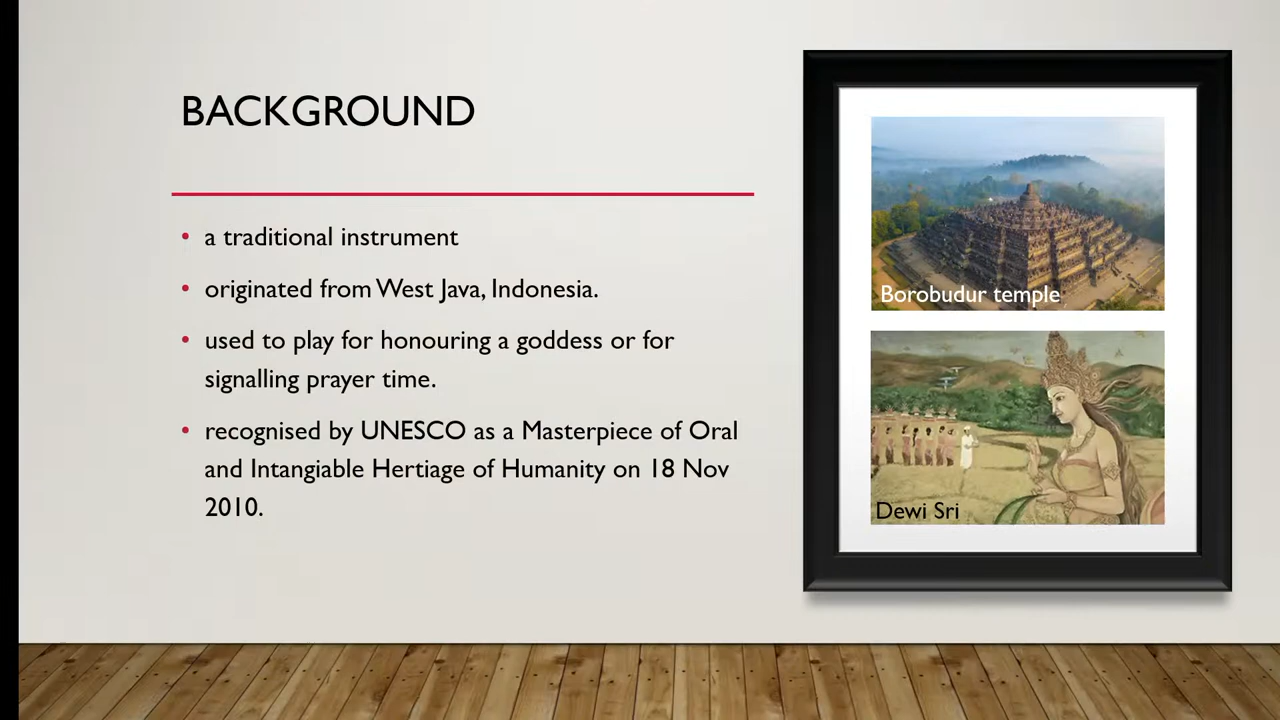 BACKGROUND
• a traditional instrument
• originated from West Java, Indonesia.
• used to play for honouring a goddess or for
signalling prayer time.
• recognised by UNESCO as a Masterpiece of Oral
and Intangiable Hertiage of Humanity on 18 Nov
2010.
Borobudur temple
Dewi Sri